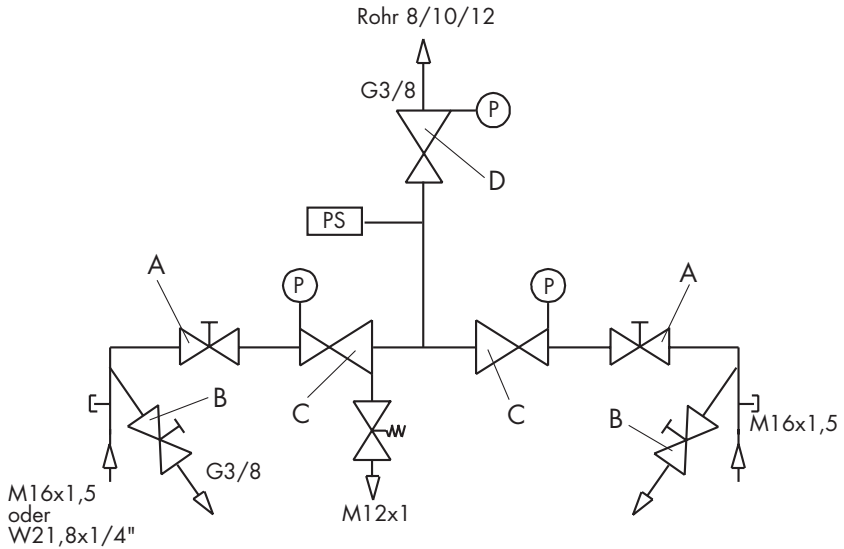 Rohr 8/10/12
G3/8
P
D
PS
A
P
P
A
B
C
C
B
M16x1,5
G3/8
M16x1,5
oder
W21,8x1/4"
M12x1